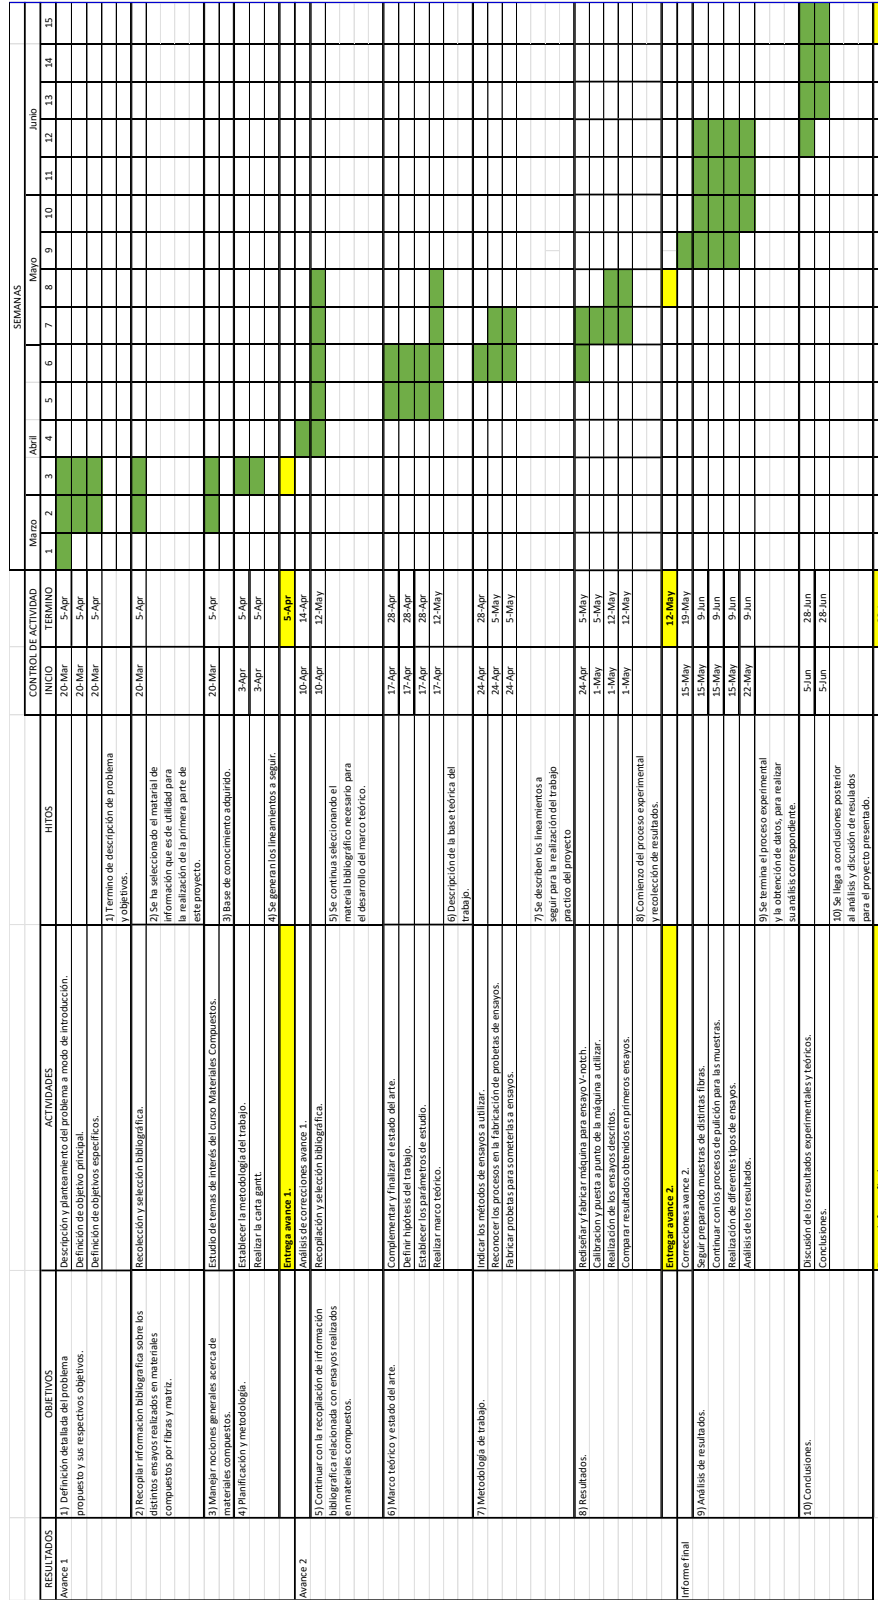 SEMANAS
CONTROL DE ACTIVIDAD Marzo Abril Mayo Junio
RESULTADOS OBJETIVOS ACTIVIDADES HITOS INICIO TERMINO 1 2 3 4 5 6 7 8 9 10 11 12 13 14 15
Avance 1 1) Definición detallada del problema Descripción y planteamiento del problema a modo de introducción. 20-Mar 5-Apr
propuesto y sus respectivos objetivos. Definición de objetivo principal. 20-Mar 5-Apr
Definición de objetivos específicos. 20-Mar 5-Apr
1) Termino de descripción de problema
y objetivos.
2) Recopilar informacion bibliografica sobre los Recolección y selección bibliográfica. 20-Mar 5-Apr
distintos ensayos realizados en materiales 2) Se ha seleccionado el matarial de
compuestos por fibras y matriz. información que es de utilidad para
la realización de la primera parte de
este proyecto.
3) Manejar nociones generales acerca de Estudio de temas de interés del curso Materiales Compuestos. 20-Mar 5-Apr
materiales compuestos. 3) Base de conocimiento adquirido.
4) Planificación y metodología. Establecer la metodología del trabajo. 3-Apr 5-Apr
Realizar la carta gantt. 3-Apr 5-Apr
4) Se generan los lineamientos a seguir.
Entrega avance 1. 5-Apr
Avance 2 Análisis de correcciones avance 1. 10-Apr 14-Apr
5) Continuar con la recopilación de información Recopilación y selección bibliográfica. 10-Apr 12-May
bibliografica relacionada con ensayos realizados 5) Se continua seleccionando el
en materiales compuestos. material bibliográfico necesario para
el desarrollo del marco teórico.
6) Marco teórico y estado del arte. Complementar y finalizar el estado del arte. 17-Apr 28-Apr
Definir hipótesis del trabajo. 17-Apr 28-Apr
Establecer los parámetros de estudio. 17-Apr 28-Apr
Realizar marco teórico. 17-Apr 12-May
6) Descripción de la base teórica del
trabajo.
7) Metodología de trabajo. Indicar los métodos de ensayos a utilizar. 24-Apr 28-Apr
Reconocer los procesos en la fabricación de probetas de ensayos. 24-Apr 5-May
Fabricar probetas para someterlas a ensayos. 24-Apr 5-May
7) Se describen los lineamientos a
seguir para la realización del trabajo
practico del proyecto
8) Resultados. Rediseñar y fabricar máquina para ensayo V-notch. 24-Apr 5-May
Calibración y puesta a punto de la máquina a utilizar. 1-May 5-May
Realización de los ensayos descritos. 1-May 12-May
Comparar resultados obtenidos en primeros ensayos. 1-May 12-May
8) Comienzo del proceso experimental
y recolección de resultados.
Entregar avance 2. 12-May
Informe final Correcciones avance 2. 15-May 19-May
9) Análisis de resultados. Seguir preparando muestras de distintas fibras. 15-May 9-Jun
Continuar con los procesos de pulición para las muestras. 15-May 9-Jun
Realización de diferentes tipos de ensayos. 15-May 9-Jun
Análisis de los resultados. 22-May 9-Jun
9) Se termina el proceso experimental
y la obtención de datos, para realizar
su análisis correspondiente.
10) Conclusiones. Discusión de los resultados experimentales y teóricos. 5-Jun 28-Jun
Conclusiones. 5-Jun 28-Jun
10) Se llega a conclusiones posterior
al análisis y discusión de resulados
para el proyecto presentado.